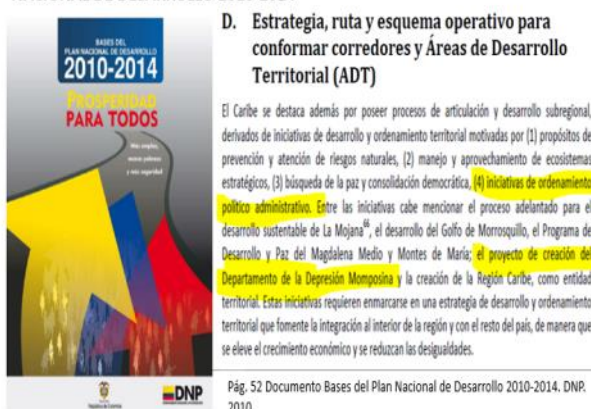 BASES DEL
PLAN NACIONAL DE DESARROLLO
2010-2014
PROSPERIDAD
PARA TODOS
Más empleo,
menos pobreza
y más seguridad
DNP
D. Estrategia, ruta y esquema operativo para
conformar corredores y Áreas de Desarrollo
Territorial (ADT)
El Caribe se destaca además por poseer procesos de articulación y desarrollo subregional,
derivados de iniciativas de desarrollo y ordenamiento territorial motivadas por (1) propósitos de
prevención y atención de riesgos naturales, (2) manejo y aprovechamiento de ecosistemas
estratégicos, (3) búsqueda de la paz y consolidación democrática, (4) iniciativas de ordenamiento
político administrativo. Entre las iniciativas cabe mencionar el proceso adelantado para el
desarrollo sustentable de La Mojana⁶⁶, el desarrollo del Golfo de Morrosquillo, el Programa de
Desarrollo y Paz del Magdalena Medio y Montes de María; el proyecto de creación del
Departamento de la Depresión Momposina y la creación de la Región Caribe, como entidad
territorial. Estas iniciativas requieren enmarcarse en una estrategia de desarrollo y ordenamiento
territorial que fomente la integración al interior de la región y con el resto del país, de manera que
se eleve el crecimiento económico y se reduzcan las desigualdades.
Pág. 52 Documento Bases del Plan Nacional de Desarrollo 2010-2014. DNP.
2010